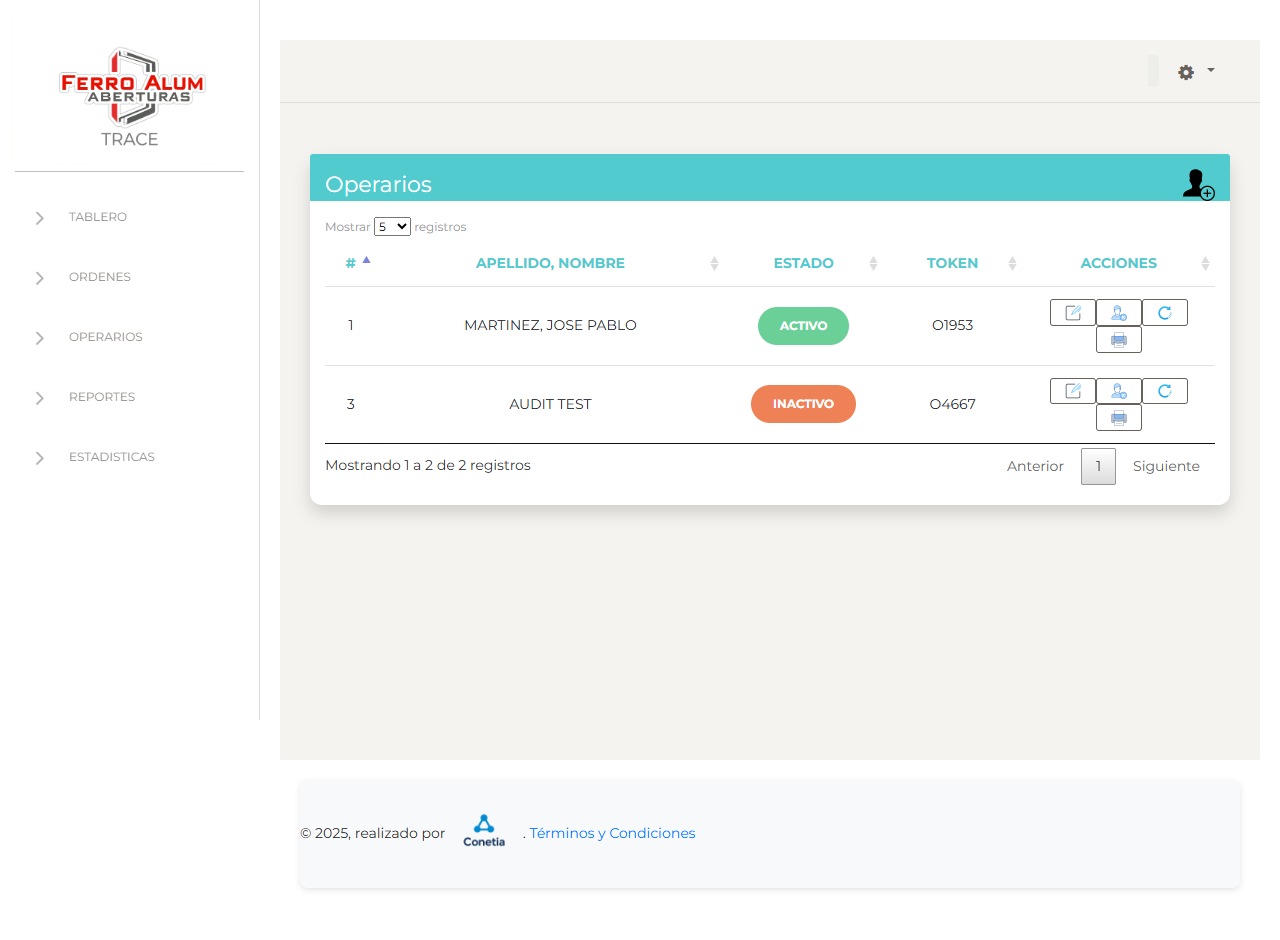 FERRO ALUM
ABERTURAS
TRACE
TABLERO
ORDENES
OPERARIOS
REPORTES
ESTADISTICAS
Operarios
Mostrar 5 registros
# APELLIDO, NOMBRE ESTADO TOKEN ACCIONES
1 MARTINEZ, JOSE PABLO ACTIVO O1953
3 AUDIT TEST INACTIVO O4667
Mostrando 1 a 2 de 2 registros Anterior 1 Siguiente
© 2025, realizado por Conetia . Términos y Condiciones